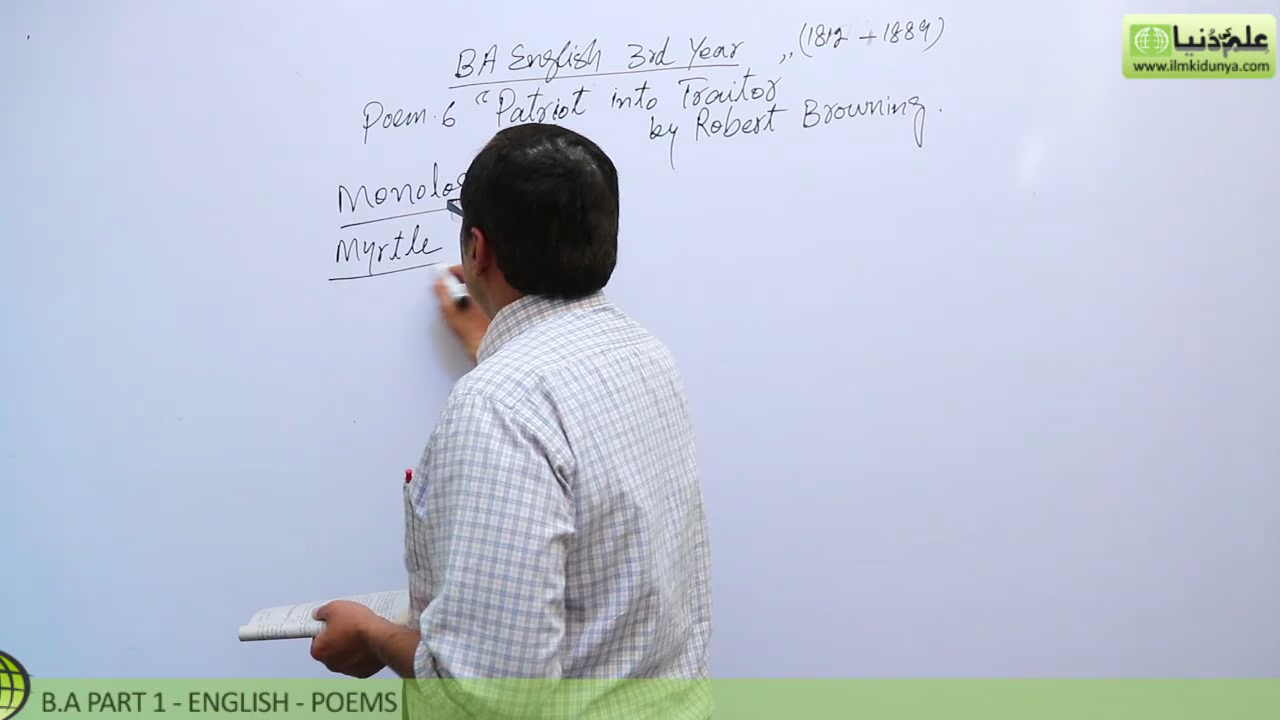 BA English 3rd Year ,, (1812 – 1889)
Poem. 6 “Patriot into Traitor
by Robert Browning.
Monolo
Myrtle
علم کی دنیا
www.ilmkidunya.com
B.A PART 1 - ENGLISH - POEMS